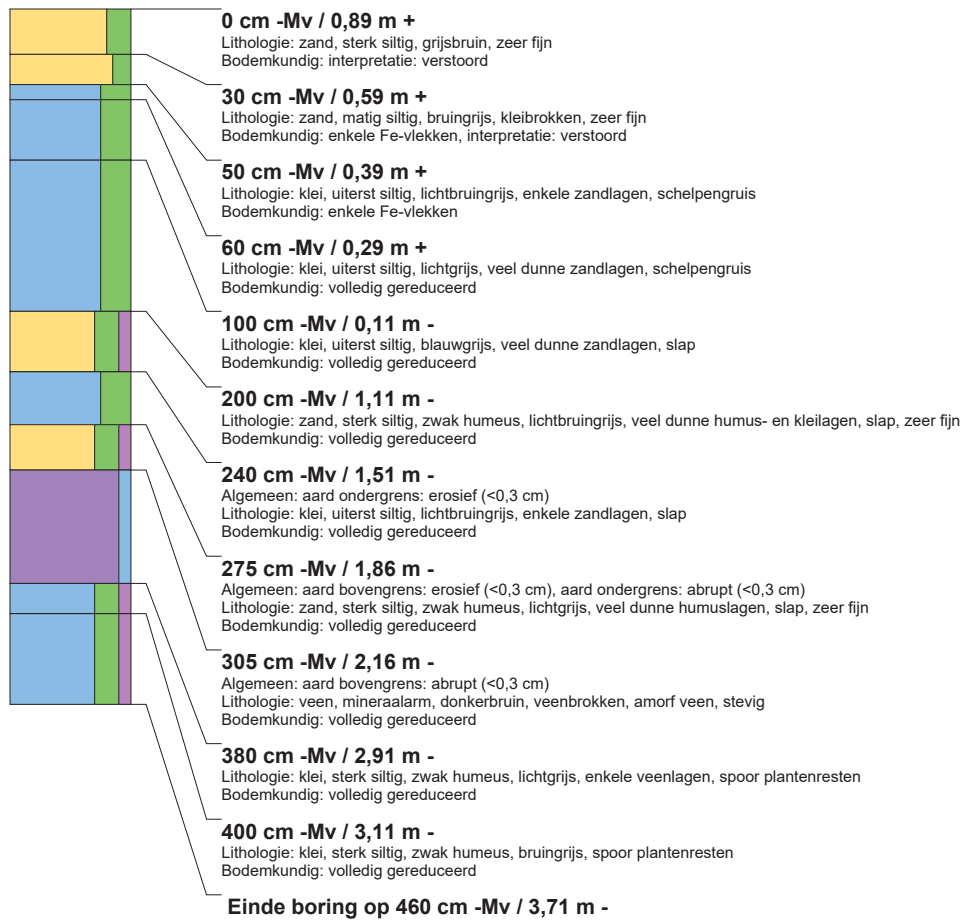 0 cm -Mv / 0,89 m +
Lithologie: zand, sterk siltig, grijsbruin, zeer fijn
Bodemkundig: interpretatie: verstoord
30 cm -Mv / 0,59 m +
Lithologie: zand, matig siltig, bruingrijs, kleibrokken, zeer fijn
Bodemkundig: enkele Fe-vlekken, interpretatie: verstoord
50 cm -Mv / 0,39 m +
Lithologie: klei, uiterst siltig, lichtbruingrijs, enkele zandlagen, schelpengruis
Bodemkundig: enkele Fe-vlekken
60 cm -Mv / 0,29 m +
Lithologie: klei, uiterst siltig, lichtgrijs, veel dunne zandlagen, schelpengruis
Bodemkundig: volledig gereduceerd
100 cm -Mv / 0,11 m -
Lithologie: klei, uiterst siltig, blauwgrijs, veel dunne zandlagen, slap
Bodemkundig: volledig gereduceerd
200 cm -Mv / 1,11 m -
Lithologie: zand, sterk siltig, zwak humeus, lichtbruingrijs, veel dunne humus- en kleilagen, slap, zeer fijn
Bodemkundig: volledig gereduceerd
240 cm -Mv / 1,51 m -
Algemeen: aard ondergrens: erosief (<0,3 cm)
Lithologie: klei, uiterst siltig, lichtbruingrijs, enkele zandlagen, slap
Bodemkundig: volledig gereduceerd
275 cm -Mv / 1,86 m -
Algemeen: aard bovengrens: erosief (<0,3 cm), aard ondergrens: abrupt (<0,3 cm)
Lithologie: zand, sterk siltig, zwak humeus, lichtgrijs, veel dunne humuslagen, slap, zeer fijn
Bodemkundig: volledig gereduceerd
305 cm -Mv / 2,16 m -
Algemeen: aard bovengrens: abrupt (<0,3 cm)
Lithologie: veen, mineraalarm, donkerbruin, veenbrokken, amorf veen, stevig
Bodemkundig: volledig gereduceerd
380 cm -Mv / 2,91 m -
Lithologie: klei, sterk siltig, zwak humeus, lichtgrijs, enkele veenlagen, spoor plantenresten
Bodemkundig: volledig gereduceerd
400 cm -Mv / 3,11 m -
Lithologie: klei, sterk siltig, zwak humeus, bruingrijs, spoor plantenresten
Bodemkundig: volledig gereduceerd
Einde boring op 460 cm -Mv / 3,71 m -